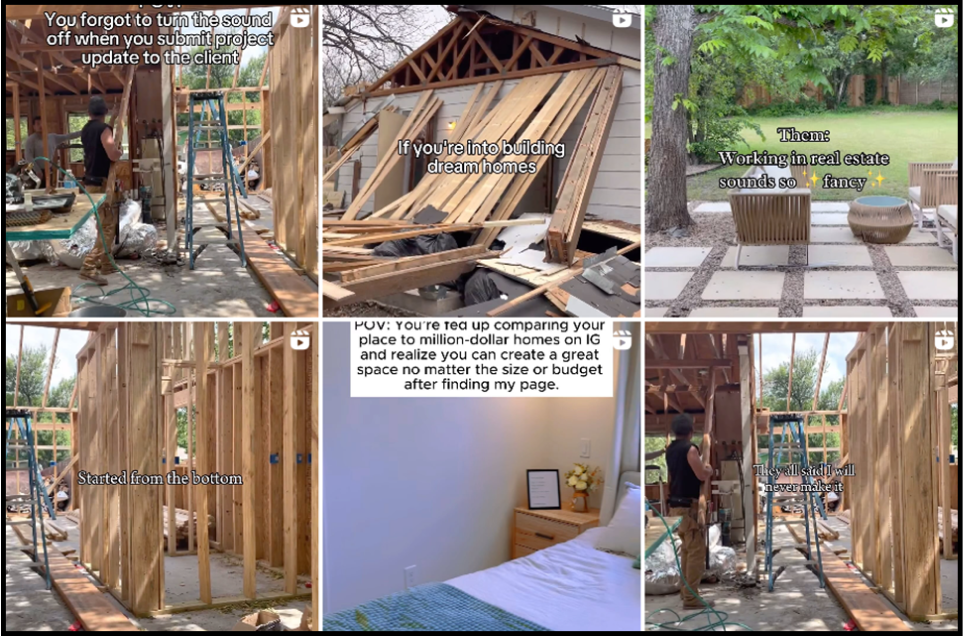 You forgot to turn the sound
off when you submit project
update to the client
If you're into building
dream homes
Them:
Working in real estate
sounds so ✨fancy✨
Started from the bottom
POV: You're fed up comparing your
place to million-dollar homes on IG
and realize you can create a great
space no matter the size or budget
after finding my page.
They all said I will
never make it